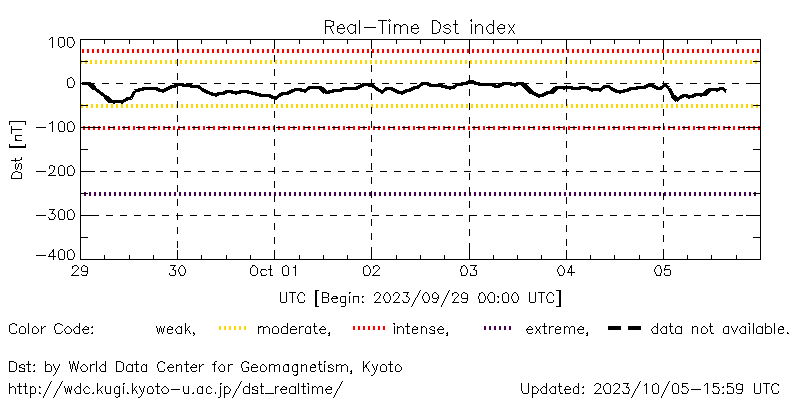 Real-Time Dst index
100
0
-100
-200
-300
-400
Dst [nT]
29 30 Oct 01 02 03 04 05
UTC [Begin: 2023/09/29 00:00 UTC]
Color Code: weak, moderate, intense, extreme, data not available.
Dst: by World Data Center for Geomagnetism, Kyoto
http://wdc.kugi.kyoto-u.ac.jp/dst_realtime/ Updated: 2023/10/05-15:59 UTC